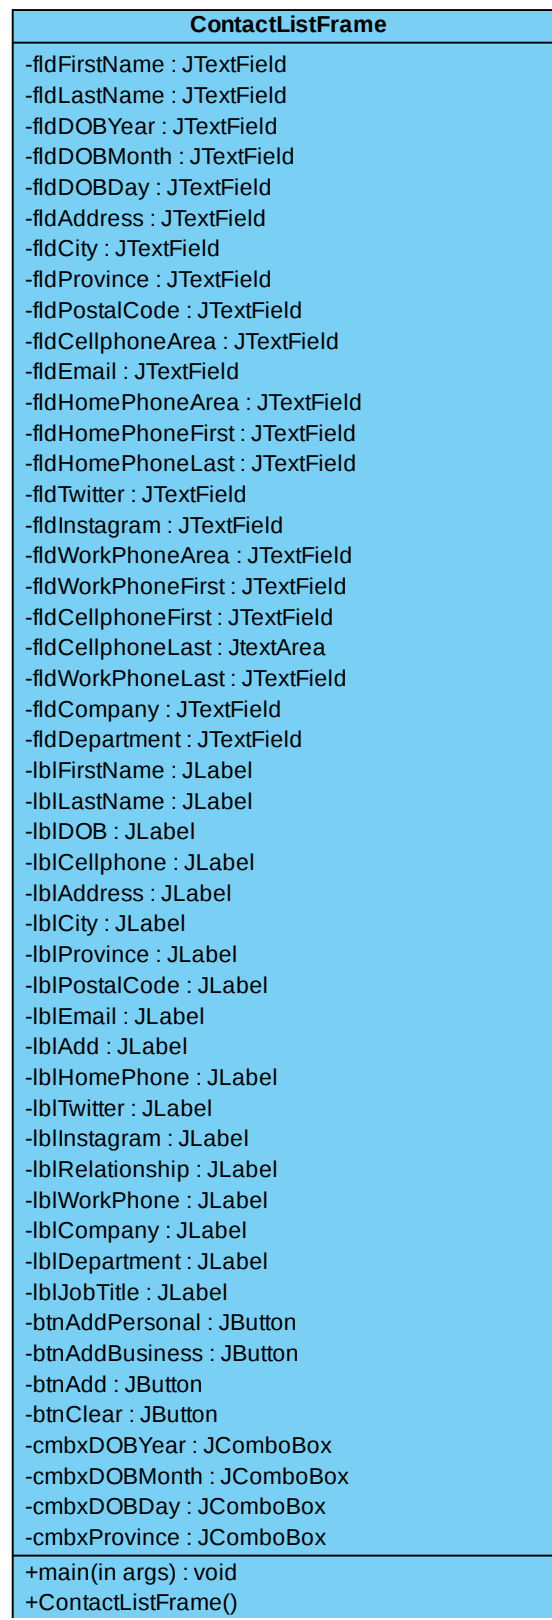 ContactListFrame
-fldFirstName : JTextField
-fldLastName : JTextField
-fldDOBYear : JTextField
-fldDOBMonth : JTextField
-fldDOBDay : JTextField
-fldAddress : JTextField
-fldCity : JTextField
-fldProvince : JTextField
-fldPostalCode : JTextField
-fldCellphoneArea : JTextField
-fldEmail : JTextField
-fldHomePhoneArea : JTextField
-fldHomePhoneFirst : JTextField
-fldHomePhoneLast : JTextField
-fldTwitter : JTextField
-fldInstagram : JTextField
-fldWorkPhoneArea : JTextField
-fldWorkPhoneFirst : JTextField
-fldCellphoneFirst : JTextField
-fldCellphoneLast : JtextArea
-fldWorkPhoneLast : JTextField
-fldCompany : JTextField
-fldDepartment : JTextField
-lblFirstName : JLabel
-lblLastName : JLabel
-lblDOB : JLabel
-lblCellphone : JLabel
-lblAddress : JLabel
-lblCity : JLabel
-lblProvince : JLabel
-lblPostalCode : JLabel
-lblEmail : JLabel
-lblAdd : JLabel
-lblHomePhone : JLabel
-lblTwitter : JLabel
-lblInstagram : JLabel
-lblRelationship : JLabel
-lblWorkPhone : JLabel
-lblCompany : JLabel
-lblDepartment : JLabel
-lblJobTitle : JLabel
-btnAddPersonal : JButton
-btnAddBusiness : JButton
-btnAdd : JButton
-btnClear : JButton
-cmbxDOBYear : JComboBox
-cmbxDOBMonth : JComboBox
-cmbxDOBDay : JComboBox
-cmbxProvince : JComboBox
+main(in args) : void
+ContactListFrame()